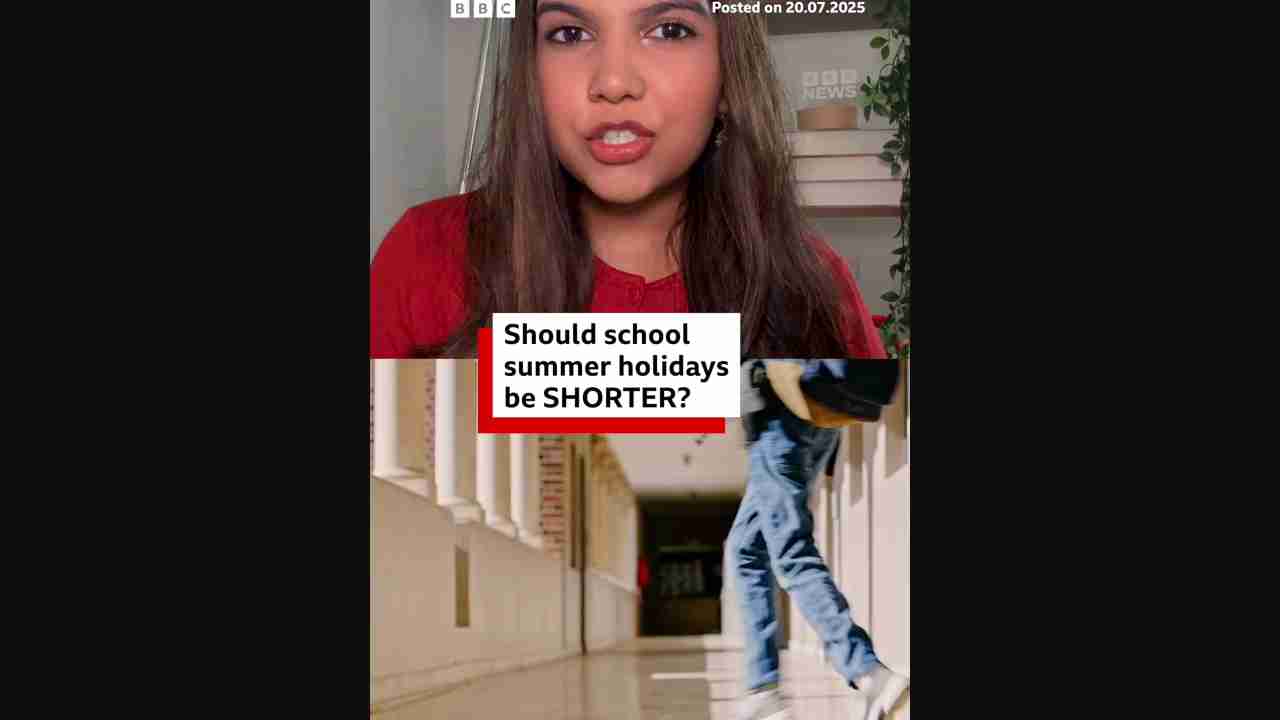 BBC
Posted on 20.07.2025
BBC
NEWS
Should school
summer holidays
be SHORTER?